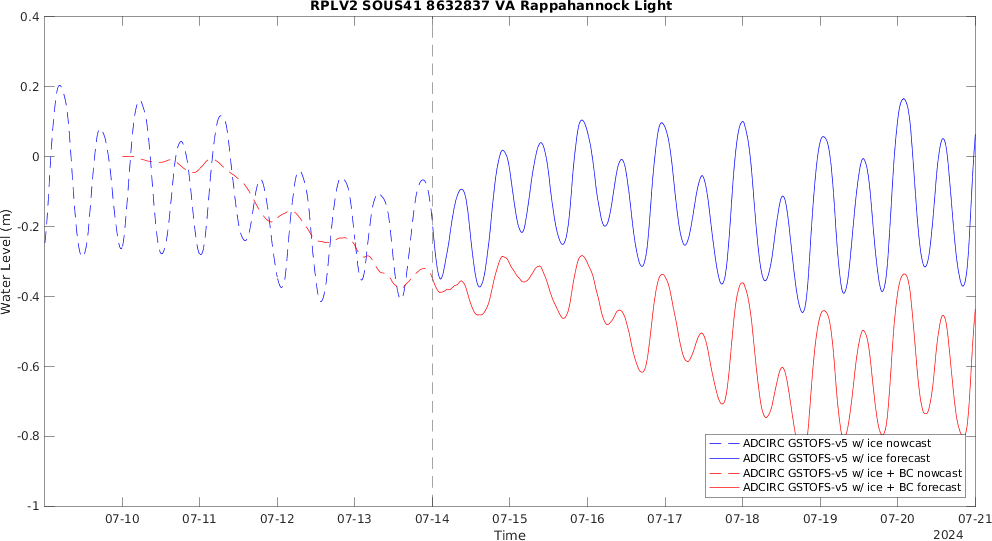 RPLV2 SOUS41 8632837 VA Rappahannock Light
0.4
0.2
0
-0.2
-0.4
-0.6
-0.8
-1
Water Level (m)
ADCIRC GSTOFS-v5 w/ ice nowcast
ADCIRC GSTOFS-v5 w/ ice forecast
ADCIRC GSTOFS-v5 w/ ice + BC nowcast
ADCIRC GSTOFS-v5 w/ ice + BC forecast
07-10 07-11 07-12 07-13 07-14 07-15 07-16 07-17 07-18 07-19 07-20 07-21
Time
2024